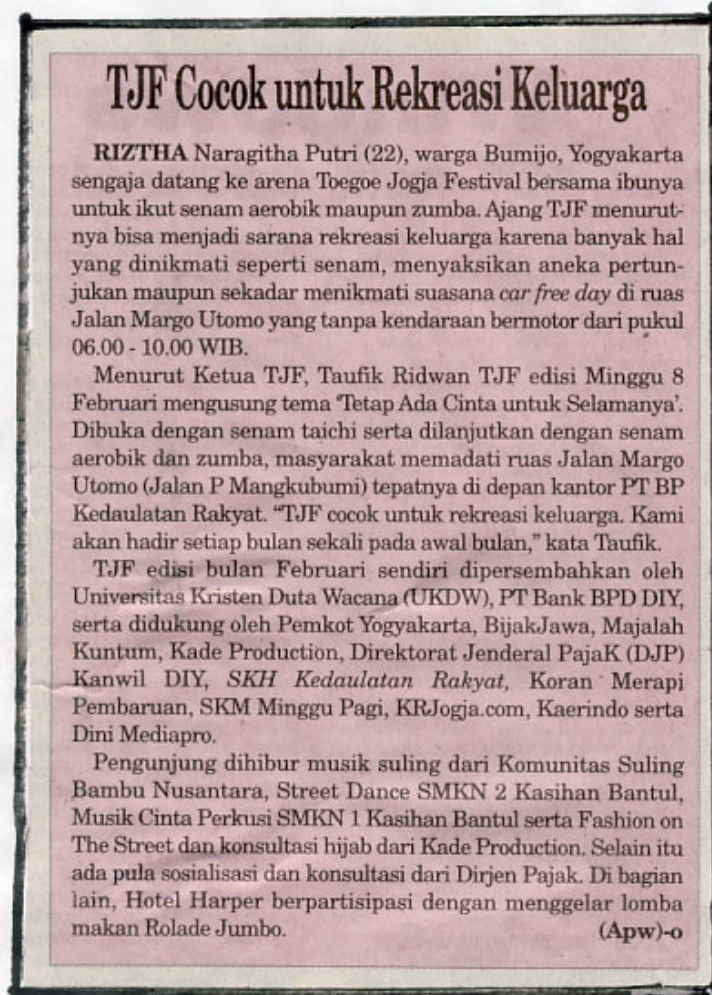 TJF Cocok untuk Rekreasi Keluarga
RIZTHA Naragitha Putri (22), warga Bumijo, Yogyakarta
sengaja datang ke arena Toegoe Jogja Festival bersama ibunya
untuk ikut senam aerobik maupun zumba. Ajang TJF menurut-
nya bisa menjadi sarana rekreasi keluarga karena banyak hal
yang dinikmati seperti senam, menyaksikan aneka pertun-
jukan maupun sekadar menikmati suasana car free day di ruas
Jalan Margo Utomo yang tanpa kendaraan bermotor dari pukul
06.00 - 10.00 WIB.
Menurut Ketua TJF, Taufik Ridwan TJF edisi Minggu 8
Februari mengusung tema 'Tetap Ada Cinta untuk Selamanya'.
Dibuka dengan senam taichi serta dilanjutkan dengan senam
aerobik dan zumba, masyarakat memadati ruas Jalan Margo
Utomo (Jalan P Mangkubumi) tepatnya di depan kantor PT BP
Kedaulatan Rakyat. "TJF cocok untuk rekreasi keluarga. Kami
akan hadir setiap bulan sekali pada awal bulan," kata Taufik.
TJF edisi bulan Februari sendiri dipersembahkan oleh
Universitas Kristen Duta Wacana (UKDW), PT Bank BPD DIY,
serta didukung oleh Pemkot Yogyakarta, BijakJawa, Majalah
Kuntum, Kade Production, Direktorat Jenderal PajaK (DJP)
Kanwil DIY, SKH Kedaulatan Rakyat, Koran Merapi
Pembaruan, SKM Minggu Pagi, KRJogja.com, Kaerindo serta
Dini Mediapro.
Pengunjung dihibur musik suling dari Komunitas Suling
Bambu Nusantara, Street Dance SMKN 2 Kasihan Bantul,
Musik Cinta Perkusi SMKN 1 Kasihan Bantul serta Fashion on
The Street dan konsultasi hijab dari Kade Production. Selain itu
ada pula sosialisasi dan konsultasi dari Dirjen Pajak. Di bagian
lain, Hotel Harper berpartisipasi dengan menggelar lomba
makan Rolade Jumbo. (Apw)-o